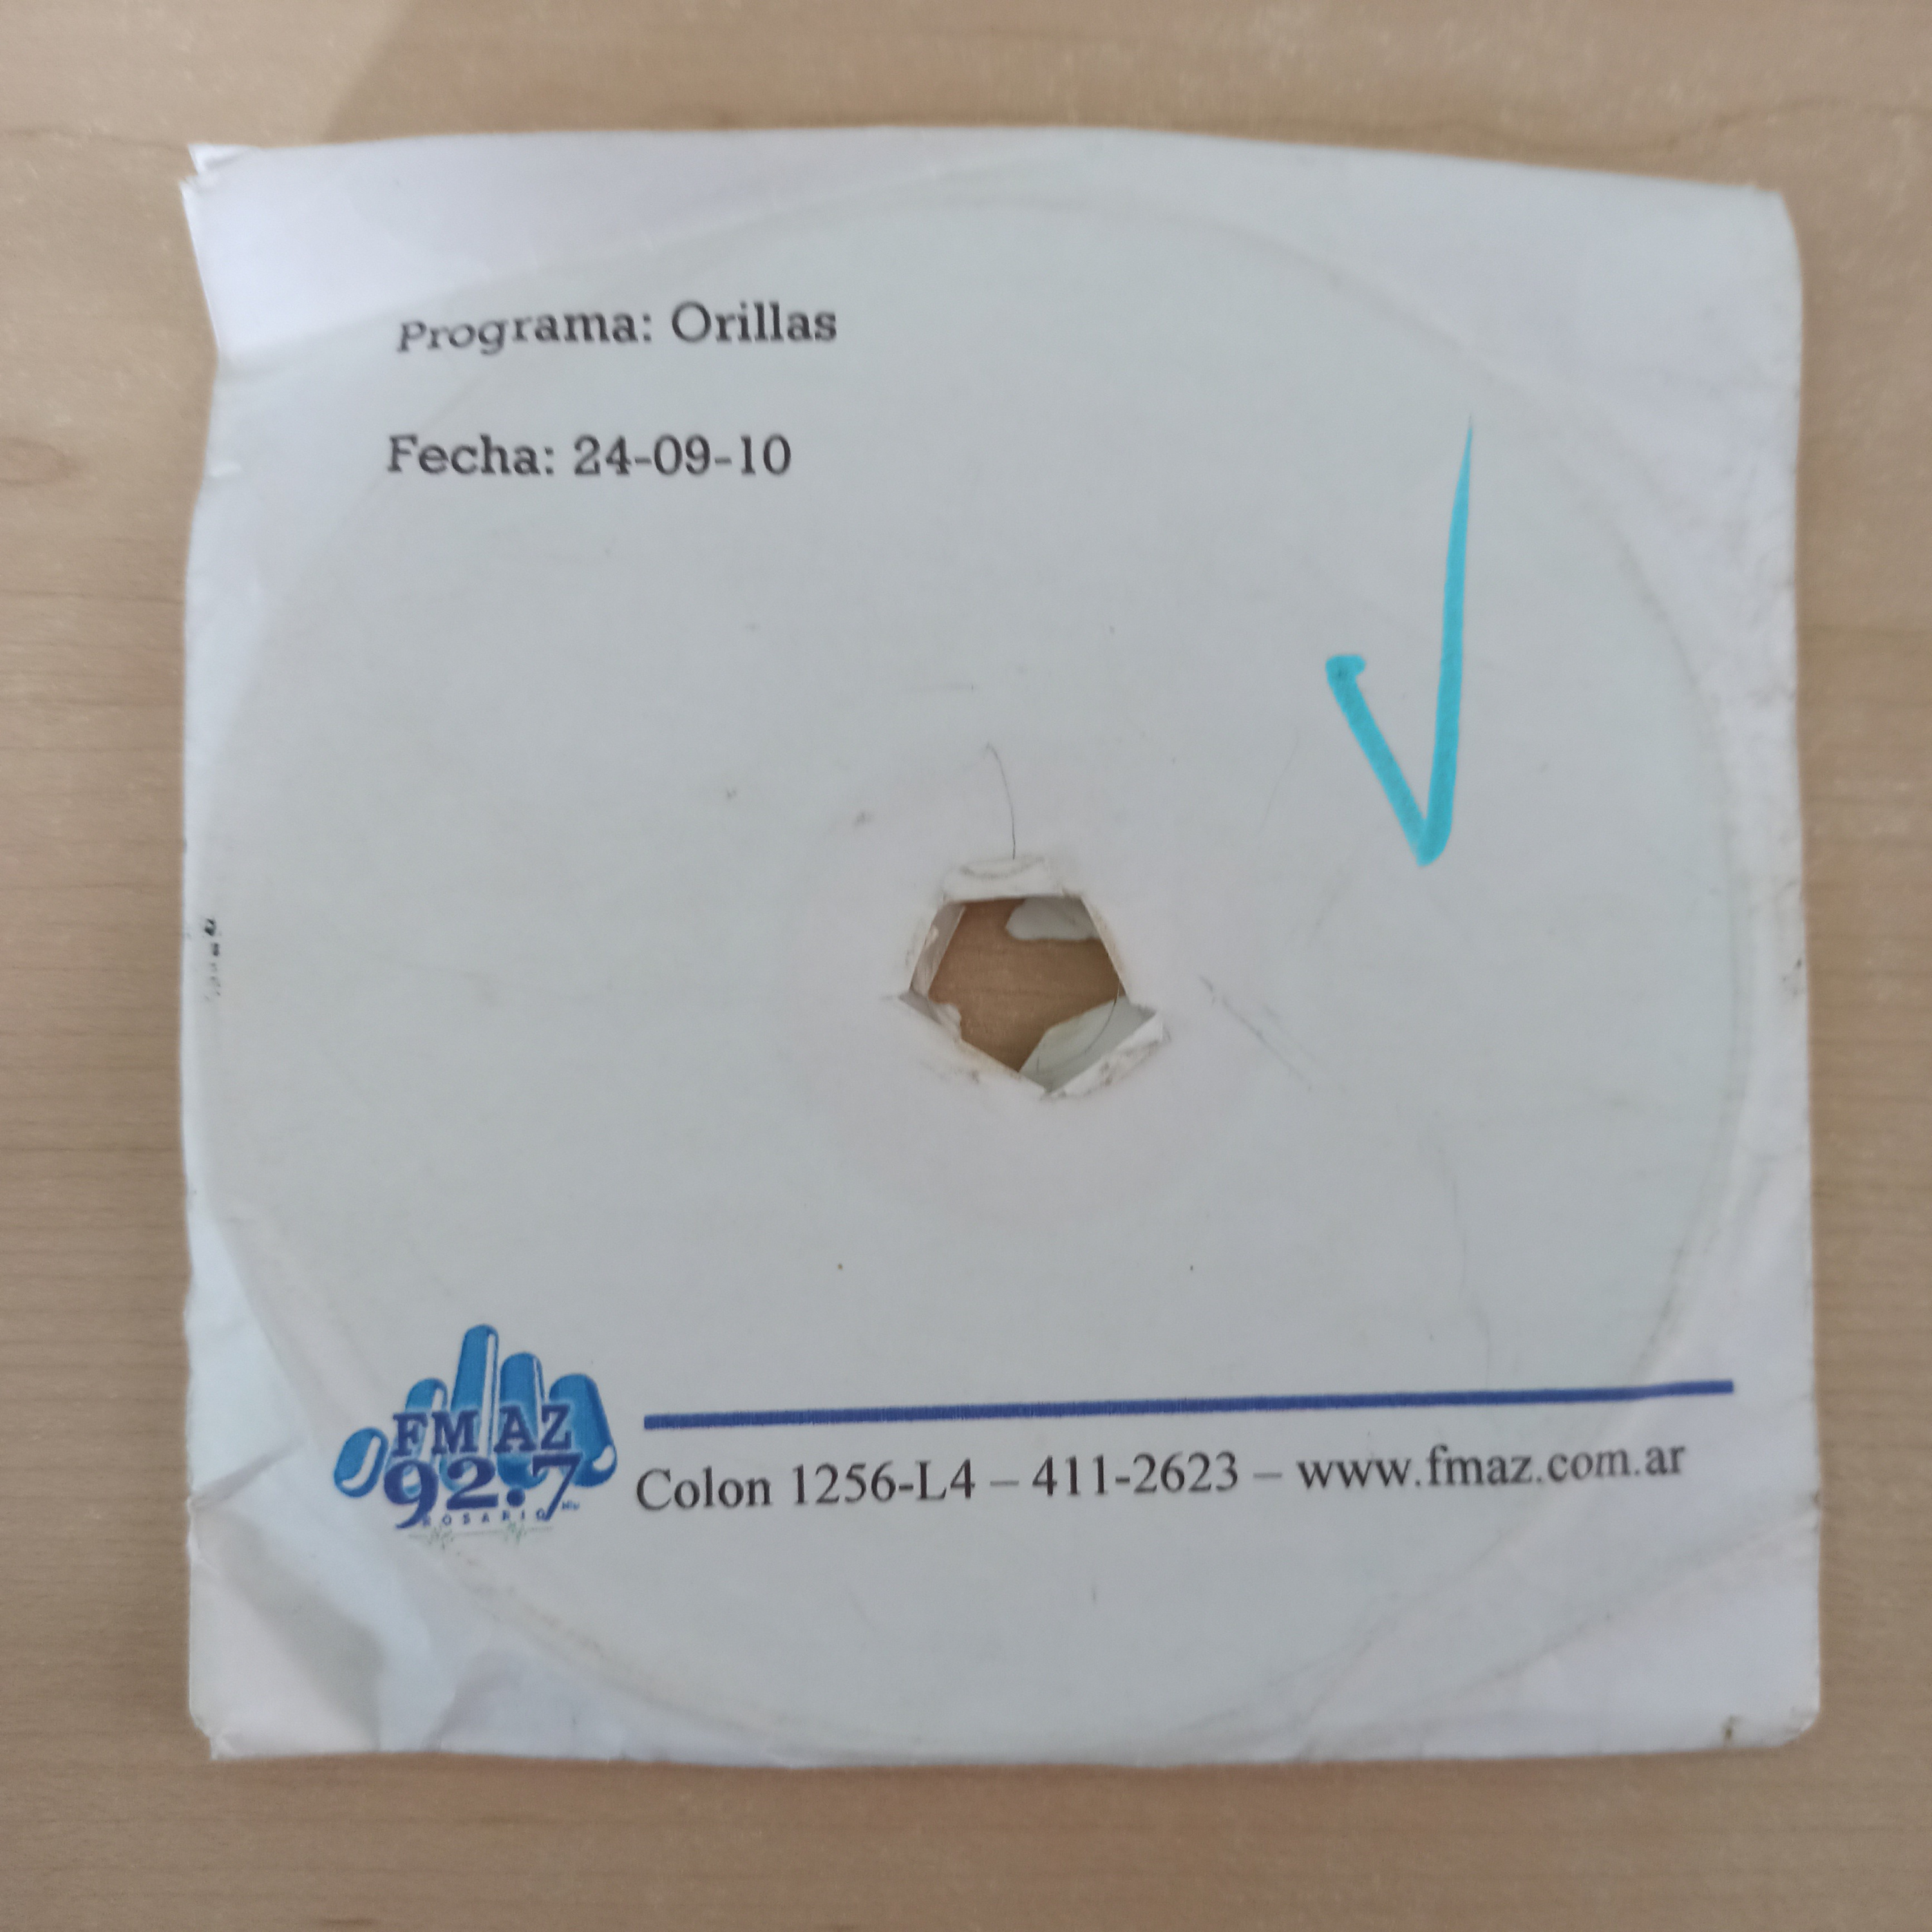 Programa: Orillas
Fecha: 24-09-10
FM AZ
92.7
ROSARIO
Colon 1256-L4 – 411-2623 – www.fmaz.com.ar